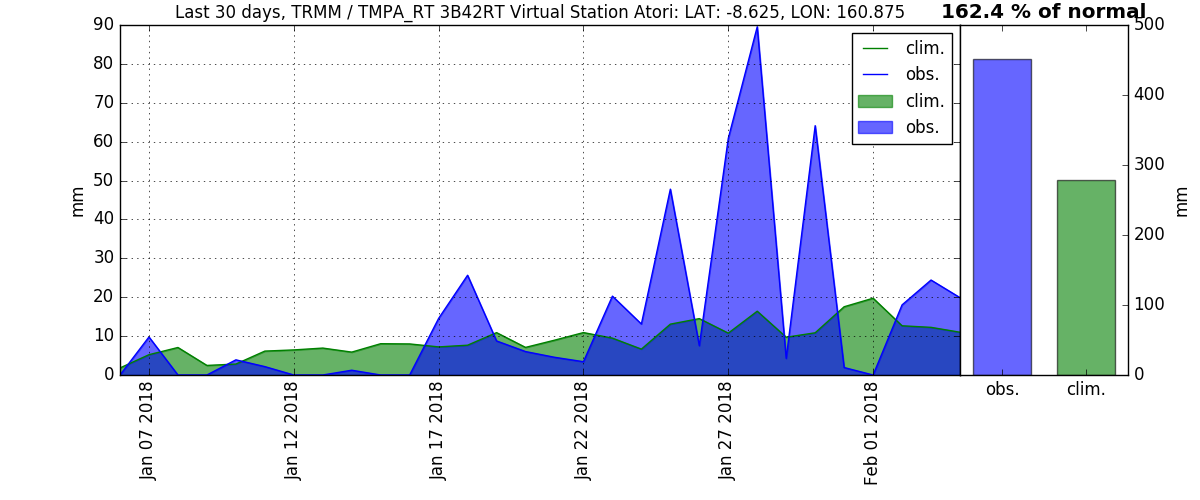 Last 30 days, TRMM / TMPA_RT 3B42RT Virtual Station Atori: LAT: -8.625, LON: 160.875
162.4 % of normal
90
80
70
60
50
40
30
20
10
0
mm
clim.
obs.
clim.
obs.
500
400
300
200
100
0
mm
Jan 07 2018
Jan 12 2018
Jan 17 2018
Jan 22 2018
Jan 27 2018
Feb 01 2018
obs.
clim.